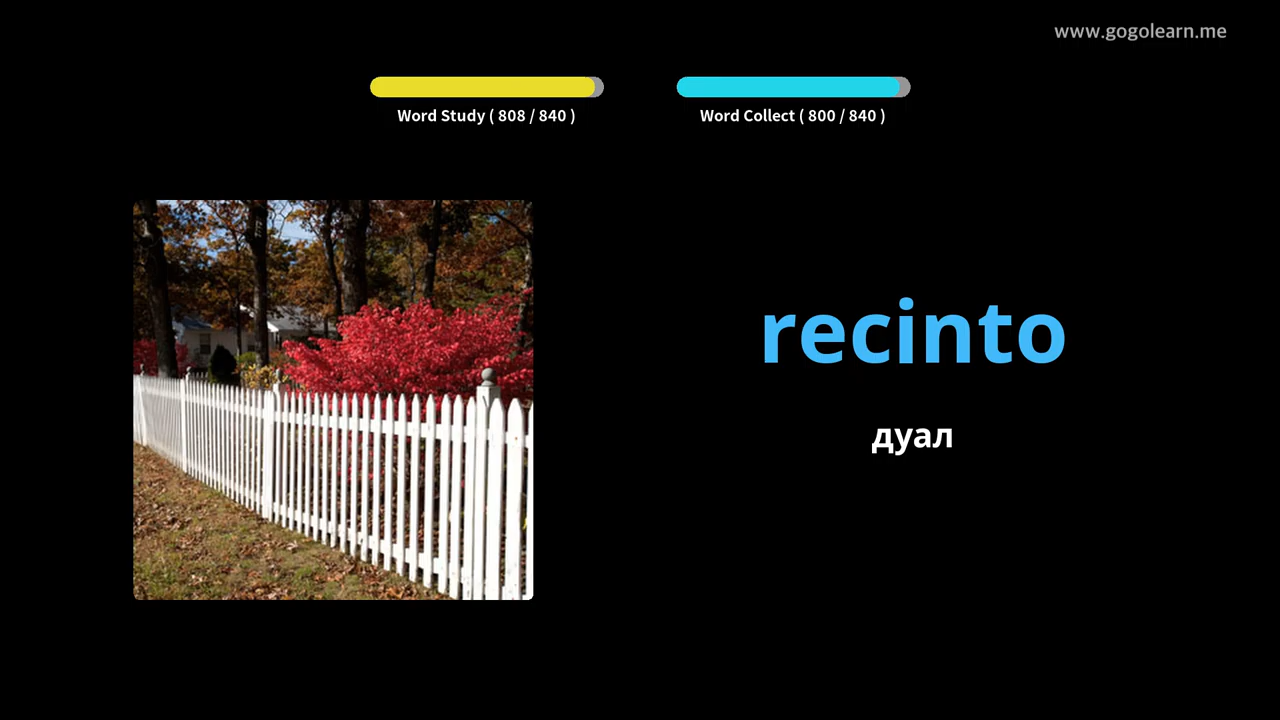 www.gogolearn.me
Word Study ( 808 / 840 )
Word Collect ( 800 / 840 )
recinto
дуал